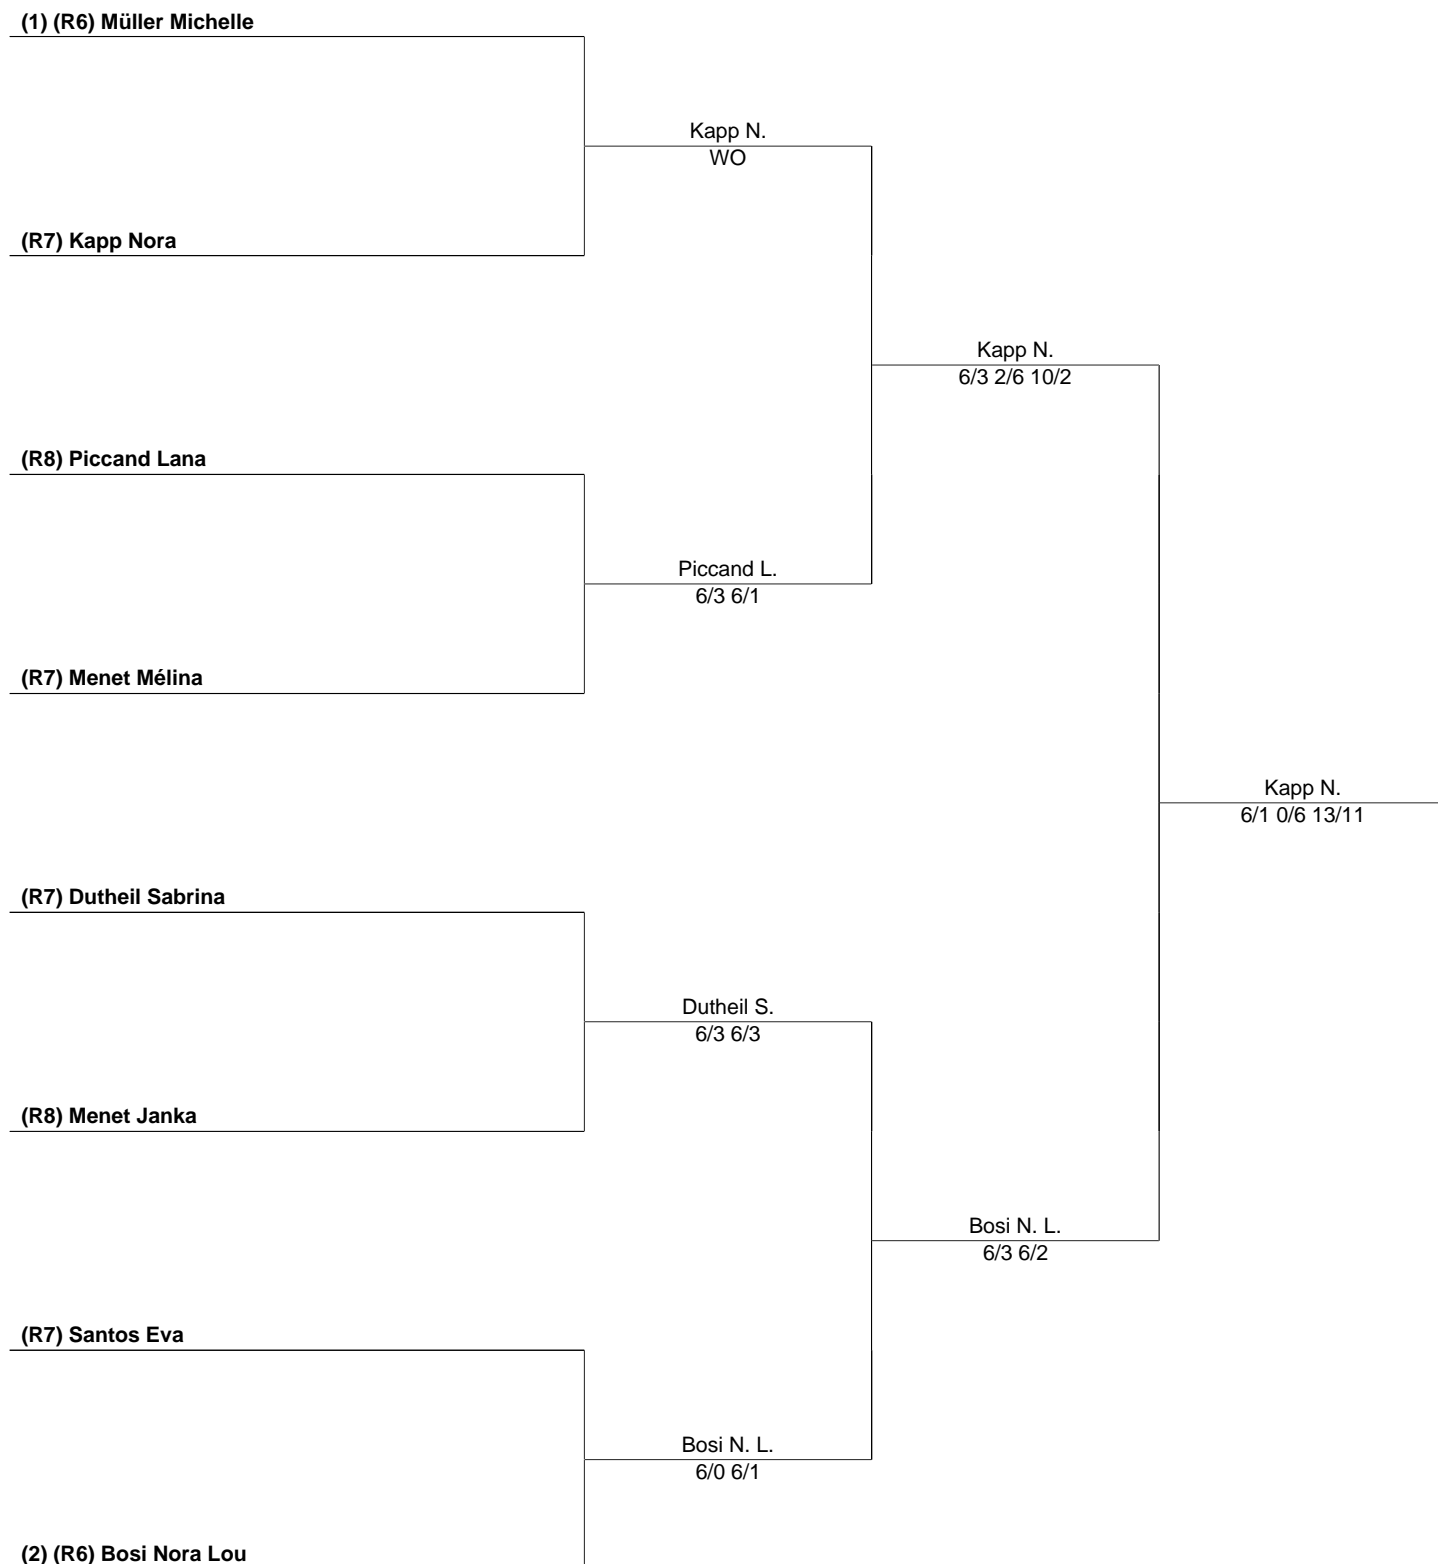 (1) (R6) Müller Michelle
Kapp N.
WO
(R7) Kapp Nora
Kapp N.
6/3 2/6 10/2
(R8) Piccand Lana
Piccand L.
6/3 6/1
(R7) Menet Mélina
Kapp N.
6/1 0/6 13/11
(R7) Dutheil Sabrina
Dutheil S.
6/3 6/3
(R8) Menet Janka
Bosi N. L.
6/3 6/2
(R7) Santos Eva
Bosi N. L.
6/0 6/1
(2) (R6) Bosi Nora Lou